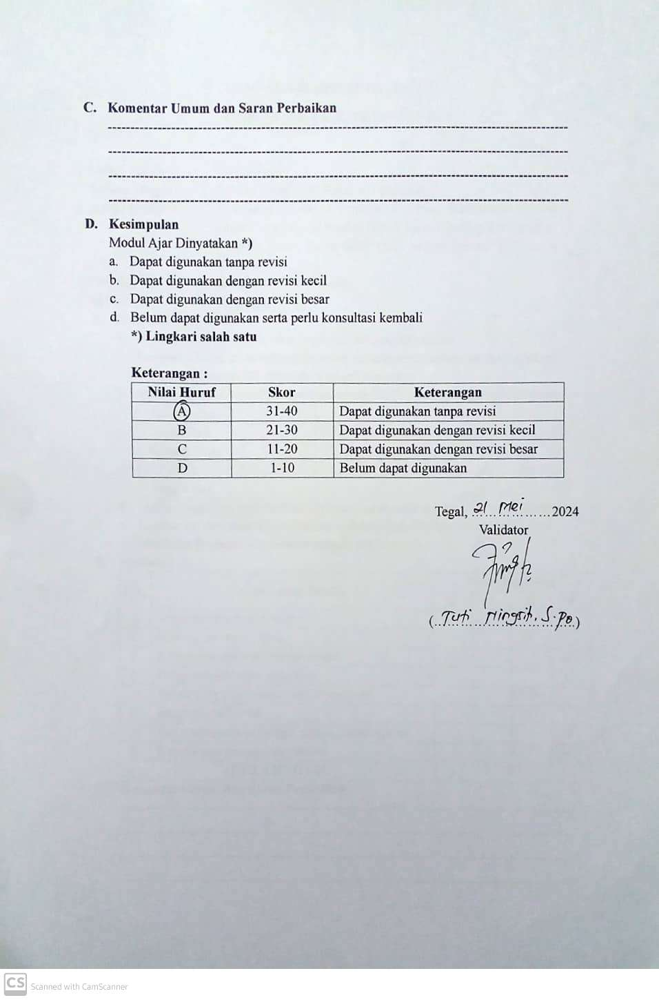 C. Komentar Umum dan Saran Perbaikan
D. Kesimpulan
Modul Ajar Dinyatakan *)
a. Dapat digunakan tanpa revisi
b. Dapat digunakan dengan revisi kecil
c. Dapat digunakan dengan revisi besar
d. Belum dapat digunakan serta perlu konsultasi kembali
*) Lingkari salah satu
Keterangan :
Nilai Huruf Skor Keterangan
A 31-40 Dapat digunakan tanpa revisi
B 21-30 Dapat digunakan dengan revisi kecil
C 11-20 Dapat digunakan dengan revisi besar
D 1-10 Belum dapat digunakan
Tegal, 21 Mei 2024
Validator
(Tuti Ningsih, S.Pd)
CS Scanned with CamScanner